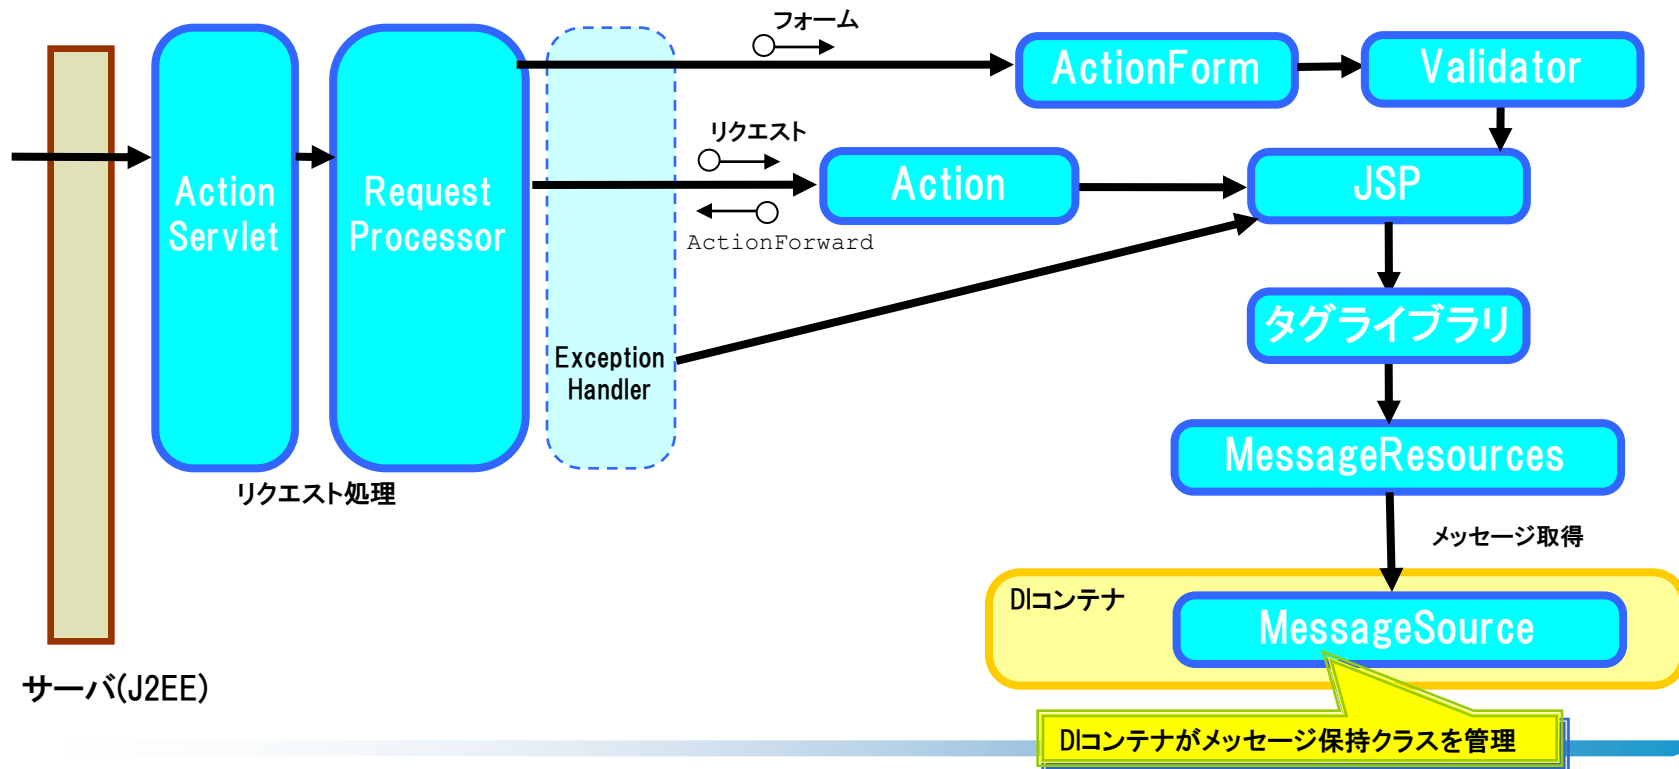 フォーム
ActionForm
Validator
リクエスト
Action
Servlet
Request
Processor
Action
JSP
ActionForward
タグライブラリ
Exception
Handler
MessageResources
リクエスト処理
メッセージ取得
DIコンテナ
MessageSource
サーバ(J2EE)
DIコンテナがメッセージ保持クラスを管理